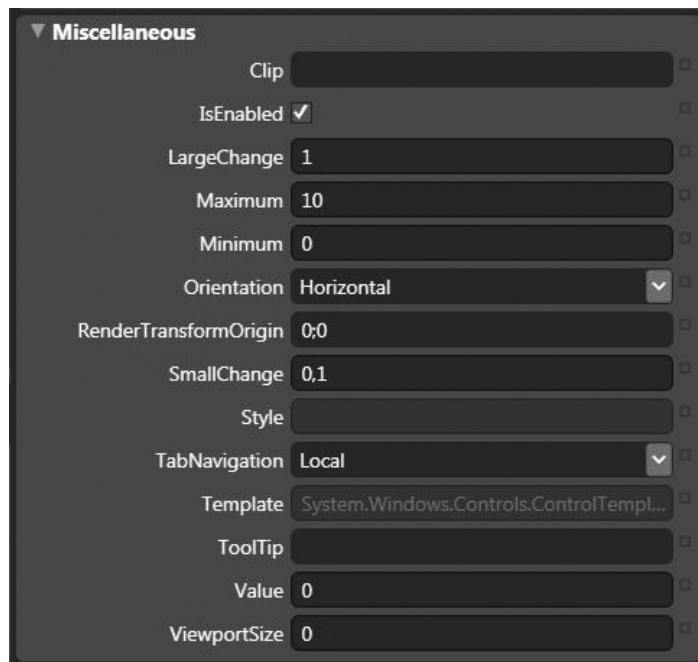 Miscellaneous
Clip
IsEnabled
LargeChange 1
Maximum 10
Minimum 0
Orientation Horizontal
RenderTransformOrigin 0;0
SmallChange 0,1
Style
TabNavigation Local
Template System.Windows.Controls.ControlTempl...
ToolTip
Value 0
ViewportSize 0